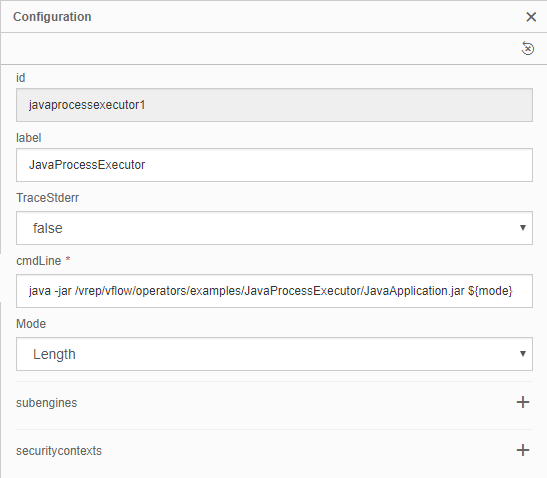 Configuration
id
javaprocessexecutor1
label
JavaProcessExecutor
TraceStderr
false
cmdLine *
java -jar /vrep/vflow/operators/examples/JavaProcessExecutor/JavaApplication.jar ${mode}
Mode
Length
subengines
securitycontexts